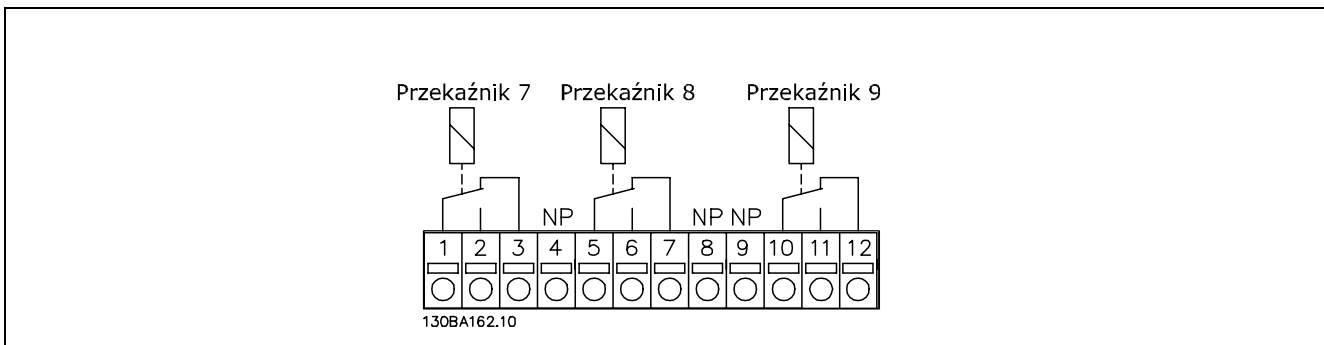 Przekaźnik 7 Przekaźnik 8 Przekaźnik 9
NP NP NP
1 2 3 4 5 6 7 8 9 10 11 12
130BA162.10